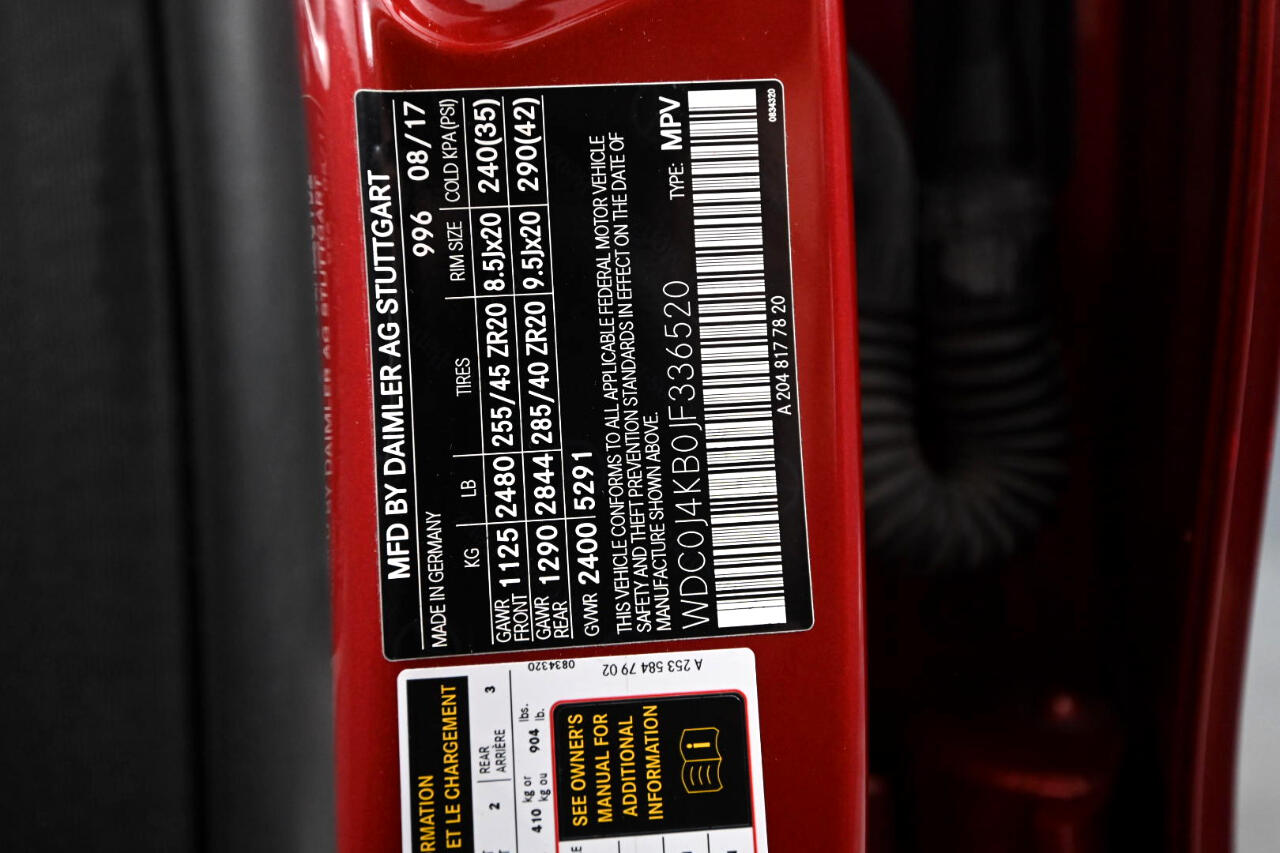 MFD BY DAIMLER AG STUTTGART
MADE IN GERMANY 996 08/17
KG LB TIRES RIM SIZE COLD KPA (PSI)
GAWR FRONT 1125 2480 255/45 ZR20 8.5Jx20 240(35)
GAWR REAR 1290 2844 285/40 ZR20 9.5Jx20 290(42)
GVWR 2400 5291
THIS VEHICLE CONFORMS TO ALL APPLICABLE FEDERAL MOTOR VEHICLE
SAFETY AND THEFT PREVENTION STANDARDS IN EFFECT ON THE DATE OF
MANUFACTURE SHOWN ABOVE.
TYPE: MPV
WDC0J4KB0JF336520
0834320
A 204 817 78 20
0834320 A 253 584 79 02
ET LE CHARGEMENT
2 REAR ARRIÈRE 3
410 kg or kg ou 904 lbs. lb.
SEE OWNER'S
MANUAL FOR
ADDITIONAL
INFORMATION